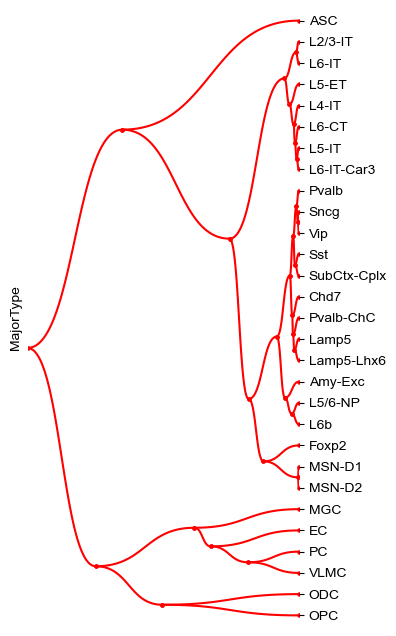 MajorType
ASC
L2/3-IT
L6-IT
L5-ET
L4-IT
L6-CT
L5-IT
L6-IT-Car3
Pvalb
Sncg
Vip
Sst
SubCtx-Cplx
Chd7
Pvalb-ChC
Lamp5
Lamp5-Lhx6
Amy-Exc
L5/6-NP
L6b
Foxp2
MSN-D1
MSN-D2
MGC
EC
PC
VLMC
ODC
OPC